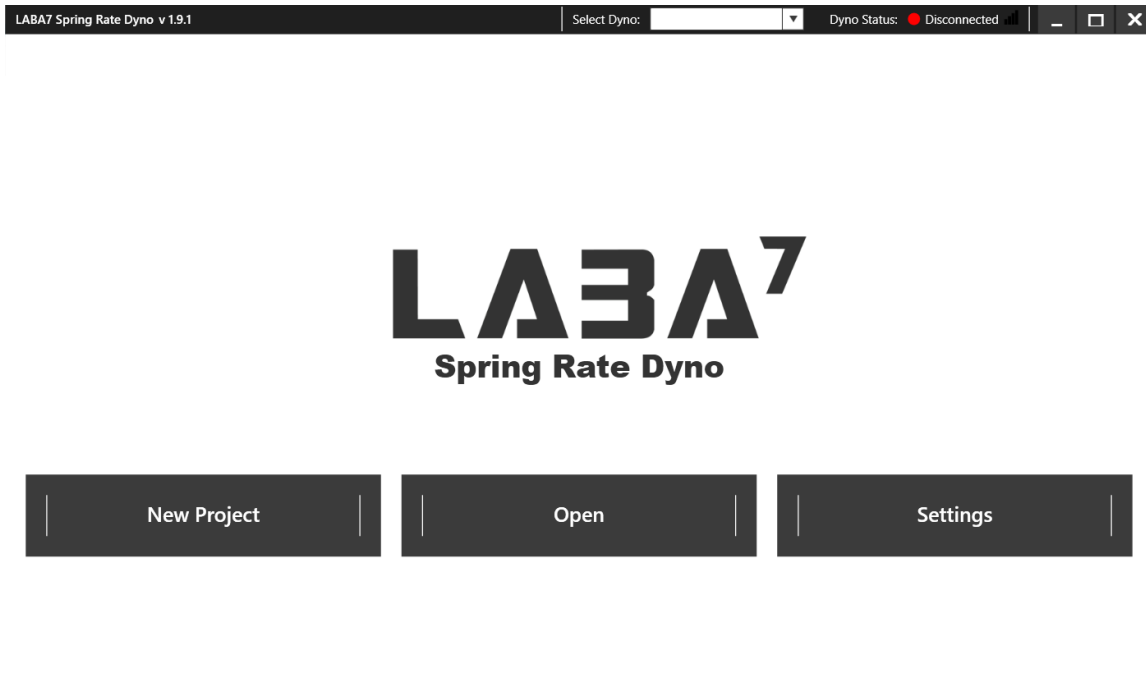 LABA7 Spring Rate Dyno v 1.9.1 Select Dyno: Dyno Status: Disconnected
LABA7
Spring Rate Dyno
New Project Open Settings